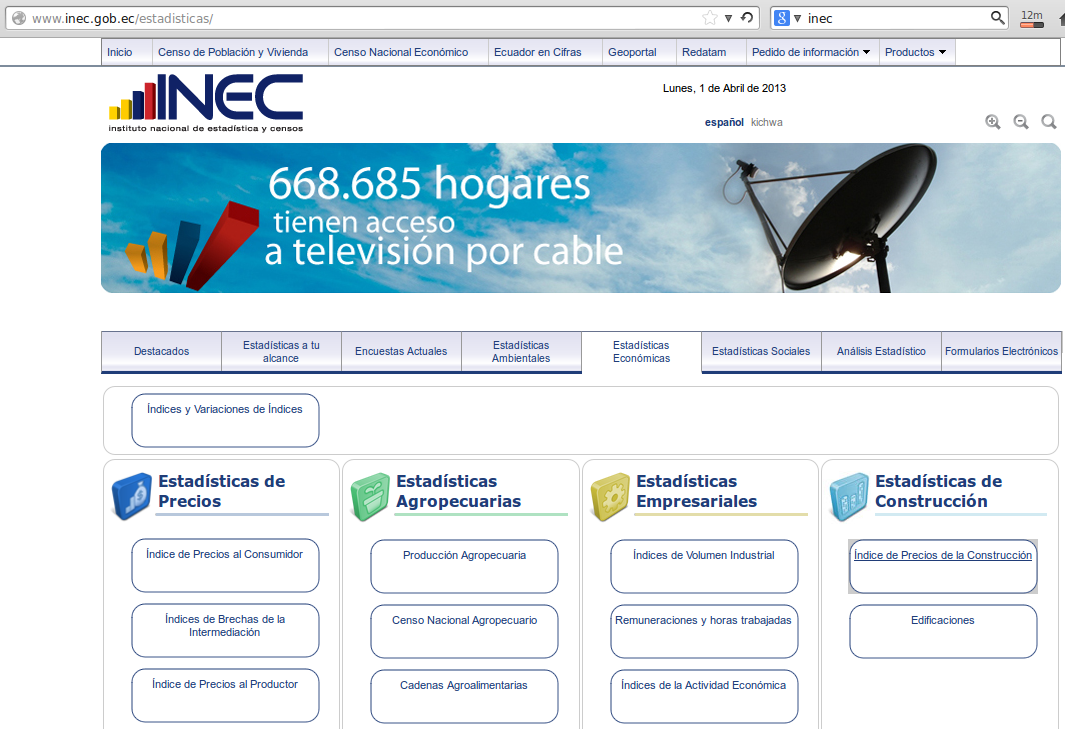 www.inec.gob.ec/estadisticas/
inec
12m
Inicio
Censo de Población y Vivienda
Censo Nacional Económico
Ecuador en Cifras
Geoportal
Redatam
Pedido de información
Productos
INEC
instituto nacional de estadística y censos
Lunes, 1 de Abril de 2013
español kichwa
668.685 hogares
tienen acceso
a televisión por cable
Destacados
Estadísticas a tu
alcance
Encuestas Actuales
Estadísticas
Ambientales
Estadísticas
Económicas
Estadísticas Sociales
Análisis Estadístico
Formularios Electrónicos
Índices y Variaciones de Índices
Estadísticas de
Precios
Índice de Precios al Consumidor
Índices de Brechas de la
Intermediación
Índice de Precios al Productor
Estadísticas
Agropecuarias
Producción Agropecuaria
Censo Nacional Agropecuario
Cadenas Agroalimentarias
Estadísticas
Empresariales
Índices de Volumen Industrial
Remuneraciones y horas trabajadas
Índices de la Actividad Económica
Estadísticas de
Construcción
Índice de Precios de la Construcción
Edificaciones